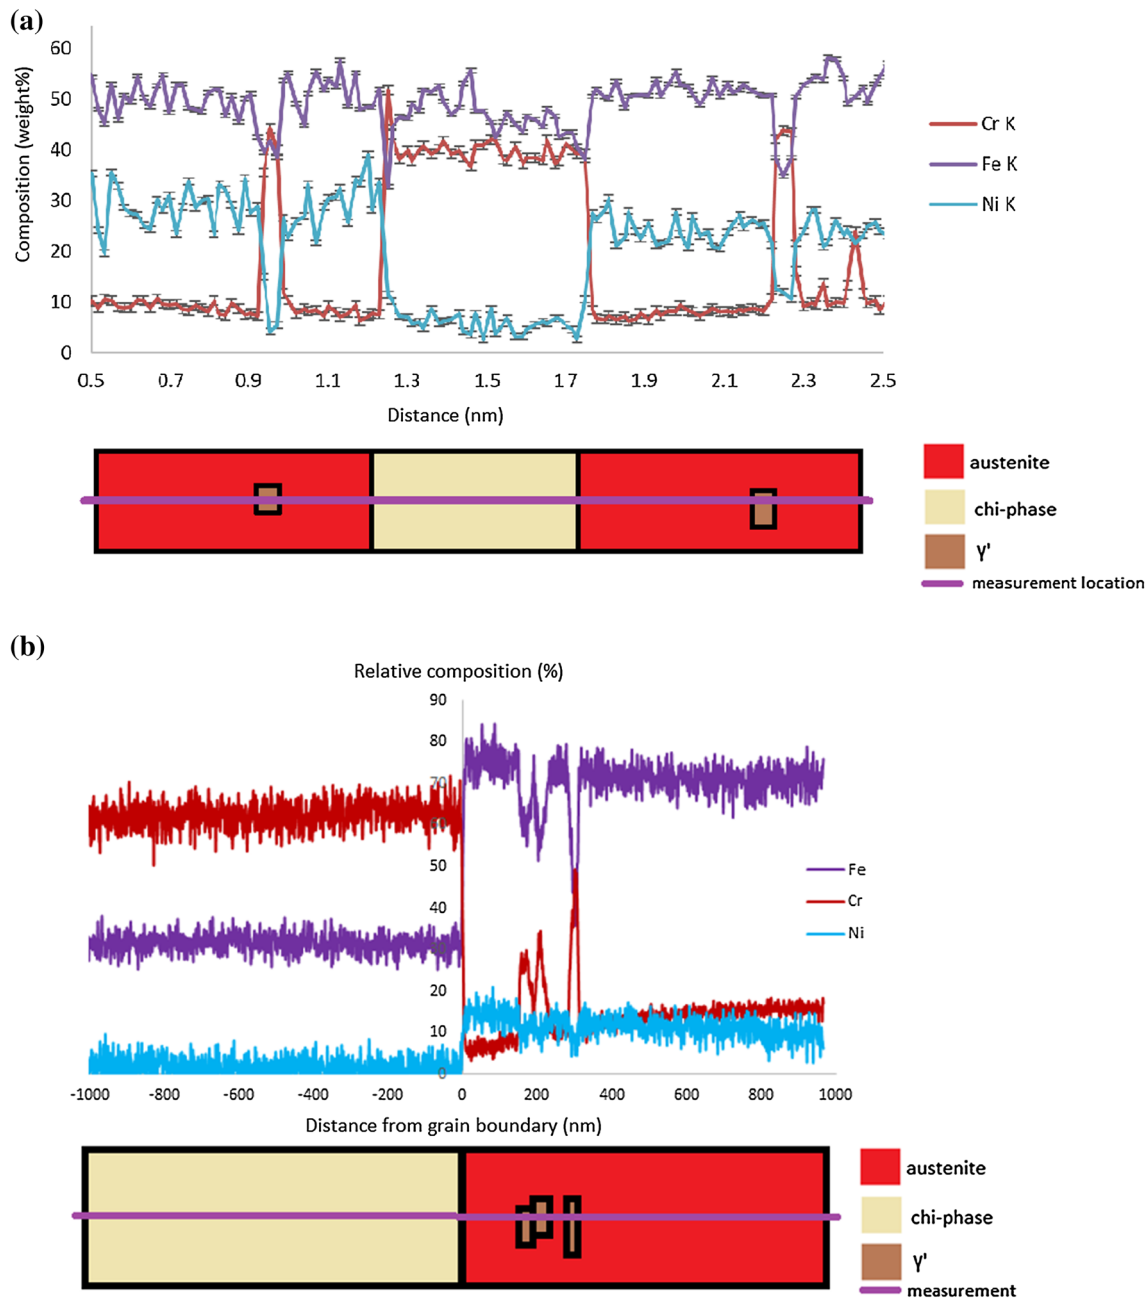 (a)
Composition (weight%)
60
50
40
30
20
10
0
0.5 0.7 0.9 1.1 1.3 1.5 1.7 1.9 2.1 2.3 2.5
Distance (nm)
Cr K
Fe K
Ni K
austenite
chi-phase
γ'
measurement location
(b)
Relative composition (%)
90
80
70
60
50
40
20
10
0
-1000 -800 -600 -400 -200 0 200 400 600 800 1000
Distance from grain boundary (nm)
Fe
Cr
Ni
austenite
chi-phase
γ'
measurement